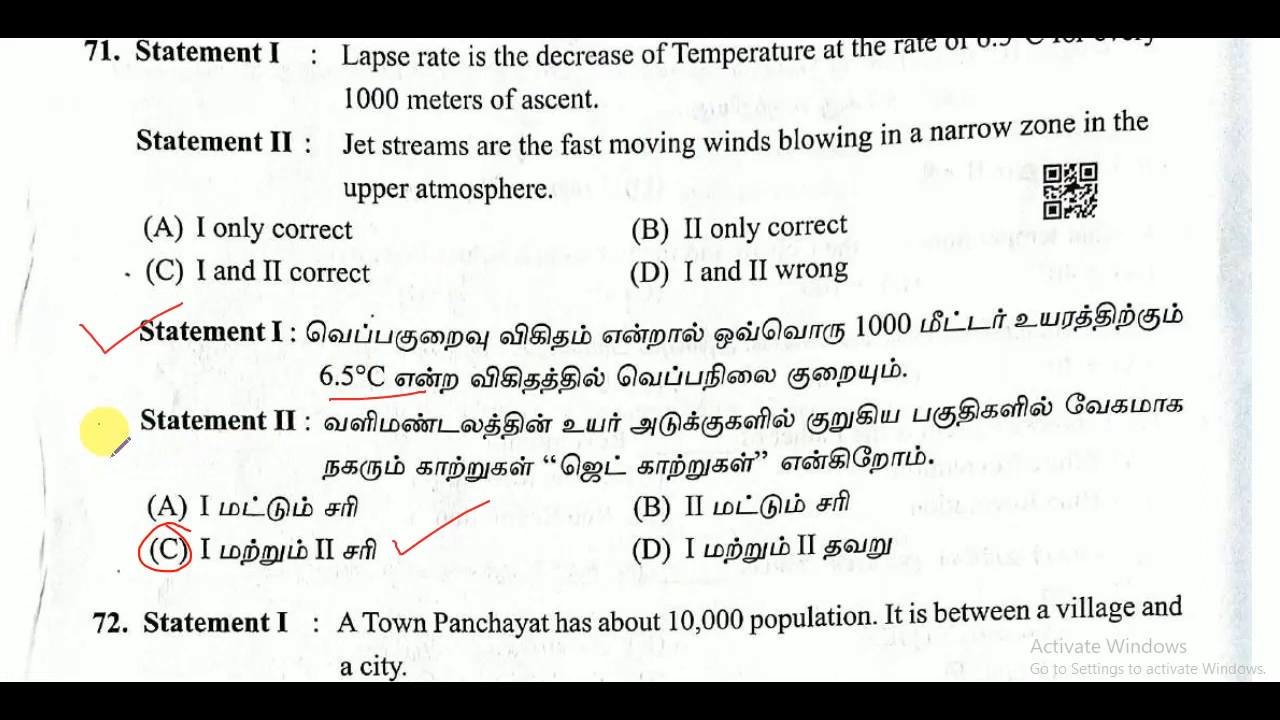 71. Statement I : Lapse rate is the decrease of Temperature at the rate of 6.5°C for every
1000 meters of ascent.
Statement II : Jet streams are the fast moving winds blowing in a narrow zone in the
upper atmosphere.
(A) I only correct (B) II only correct
(C) I and II correct (D) I and II wrong
Statement I : வெப்பகுறைவு விகிதம் என்றால் ஒவ்வொரு 1000 மீட்டர் உயரத்திற்கும்
6.5°C என்ற விகிதத்தில் வெப்பநிலை குறையும்.
Statement II : வளிமண்டலத்தின் உயர் அடுக்குகளில் குறுகிய பகுதிகளில் வேகமாக
நகரும் காற்றுகள் “ஜெட் காற்றுகள்” என்கிறோம்.
(A) I மட்டும் சரி (B) II மட்டும் சரி
(C) I மற்றும் II சரி (D) I மற்றும் II தவறு
72. Statement I : A Town Panchayat has about 10,000 population. It is between a village and
a city.
Activate Windows
Go to Settings to activate Windows.